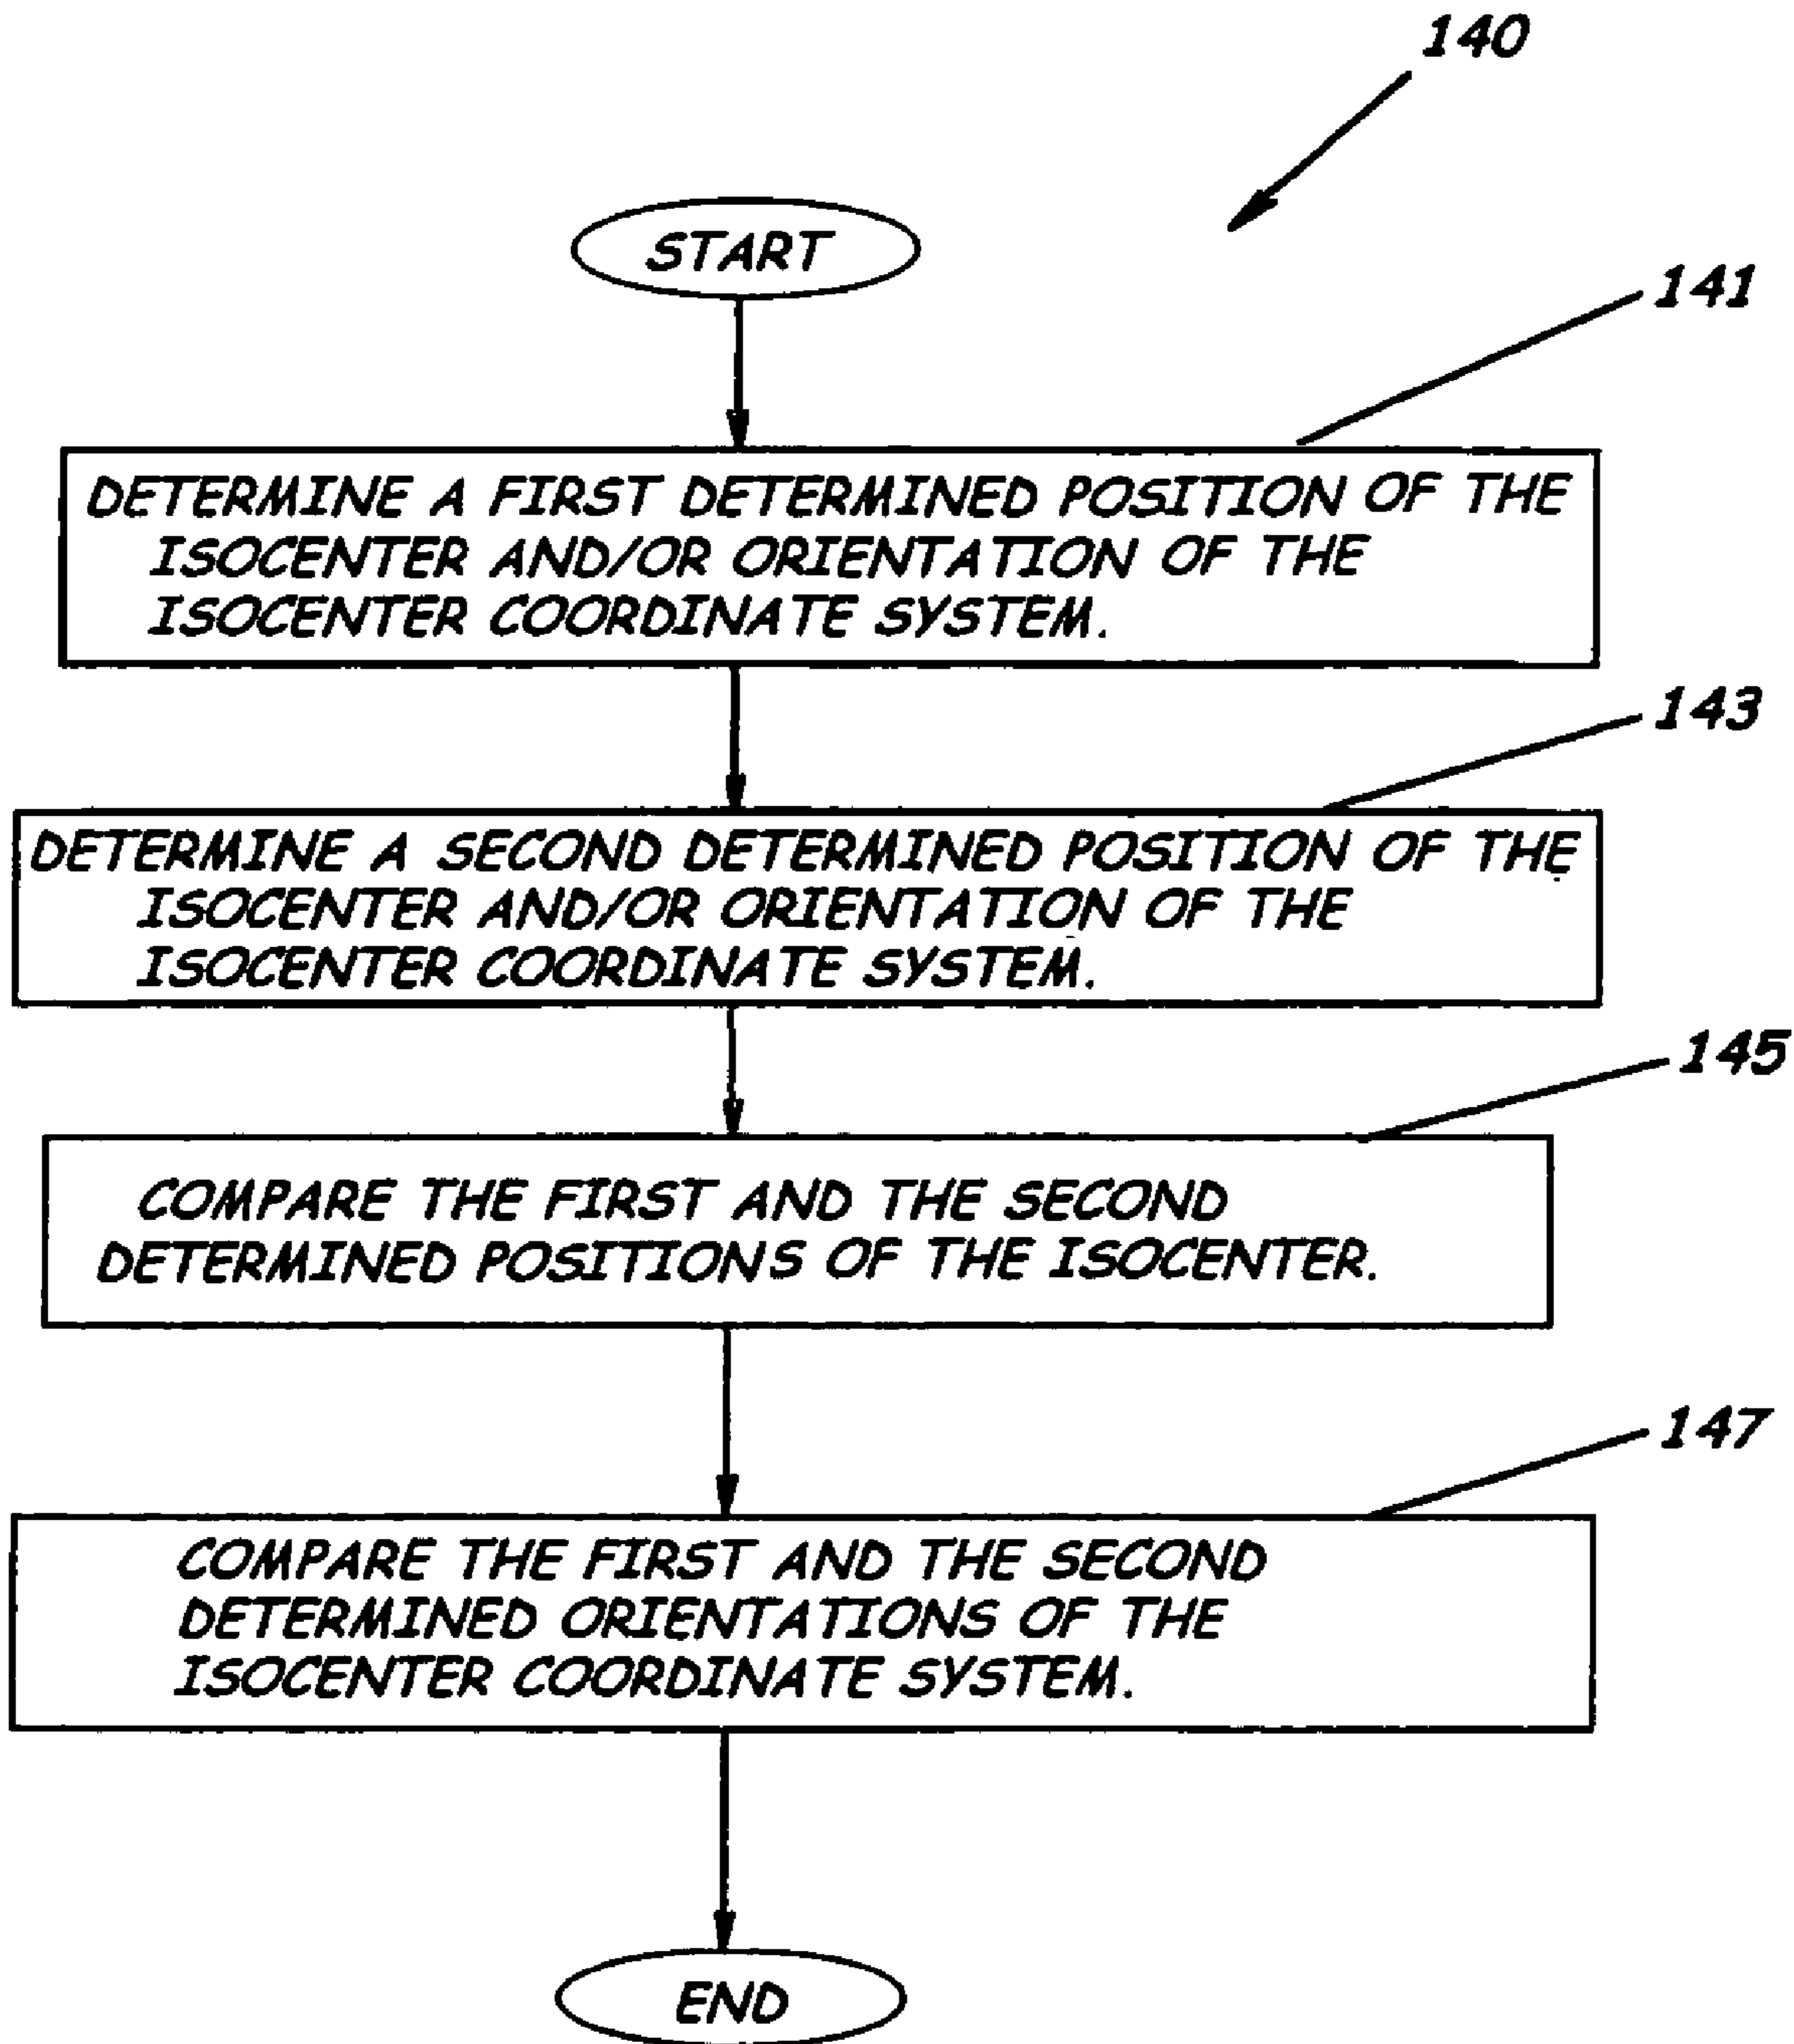 140
START
141
DETERMINE A FIRST DETERMINED POSITION OF THE
ISOCENTER AND/OR ORIENTATION OF THE
ISOCENTER COORDINATE SYSTEM.
143
DETERMINE A SECOND DETERMINED POSITION OF THE
ISOCENTER AND/OR ORIENTATION OF THE
ISOCENTER COORDINATE SYSTEM.
145
COMPARE THE FIRST AND THE SECOND
DETERMINED POSITIONS OF THE ISOCENTER.
147
COMPARE THE FIRST AND THE SECOND
DETERMINED ORIENTATIONS OF THE
ISOCENTER COORDINATE SYSTEM.
END